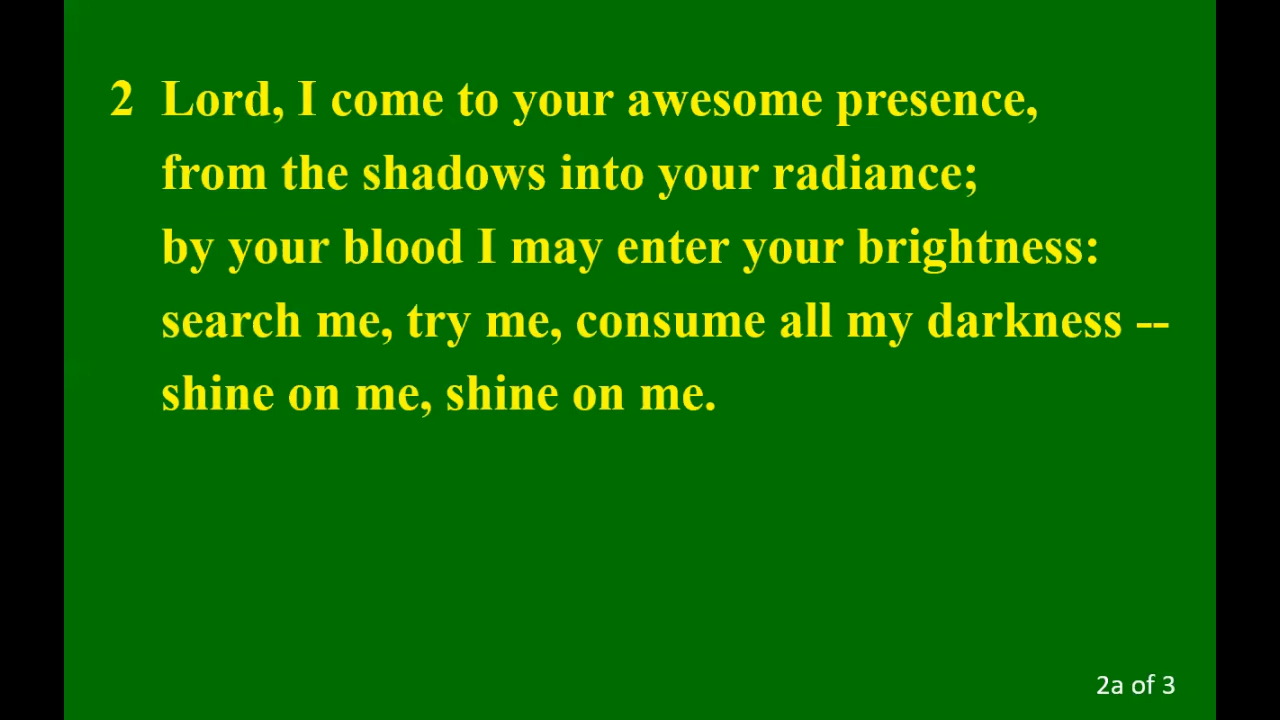 2 Lord, I come to your awesome presence,
from the shadows into your radiance;
by your blood I may enter your brightness:
search me, try me, consume all my darkness --
shine on me, shine on me.
2a of 3